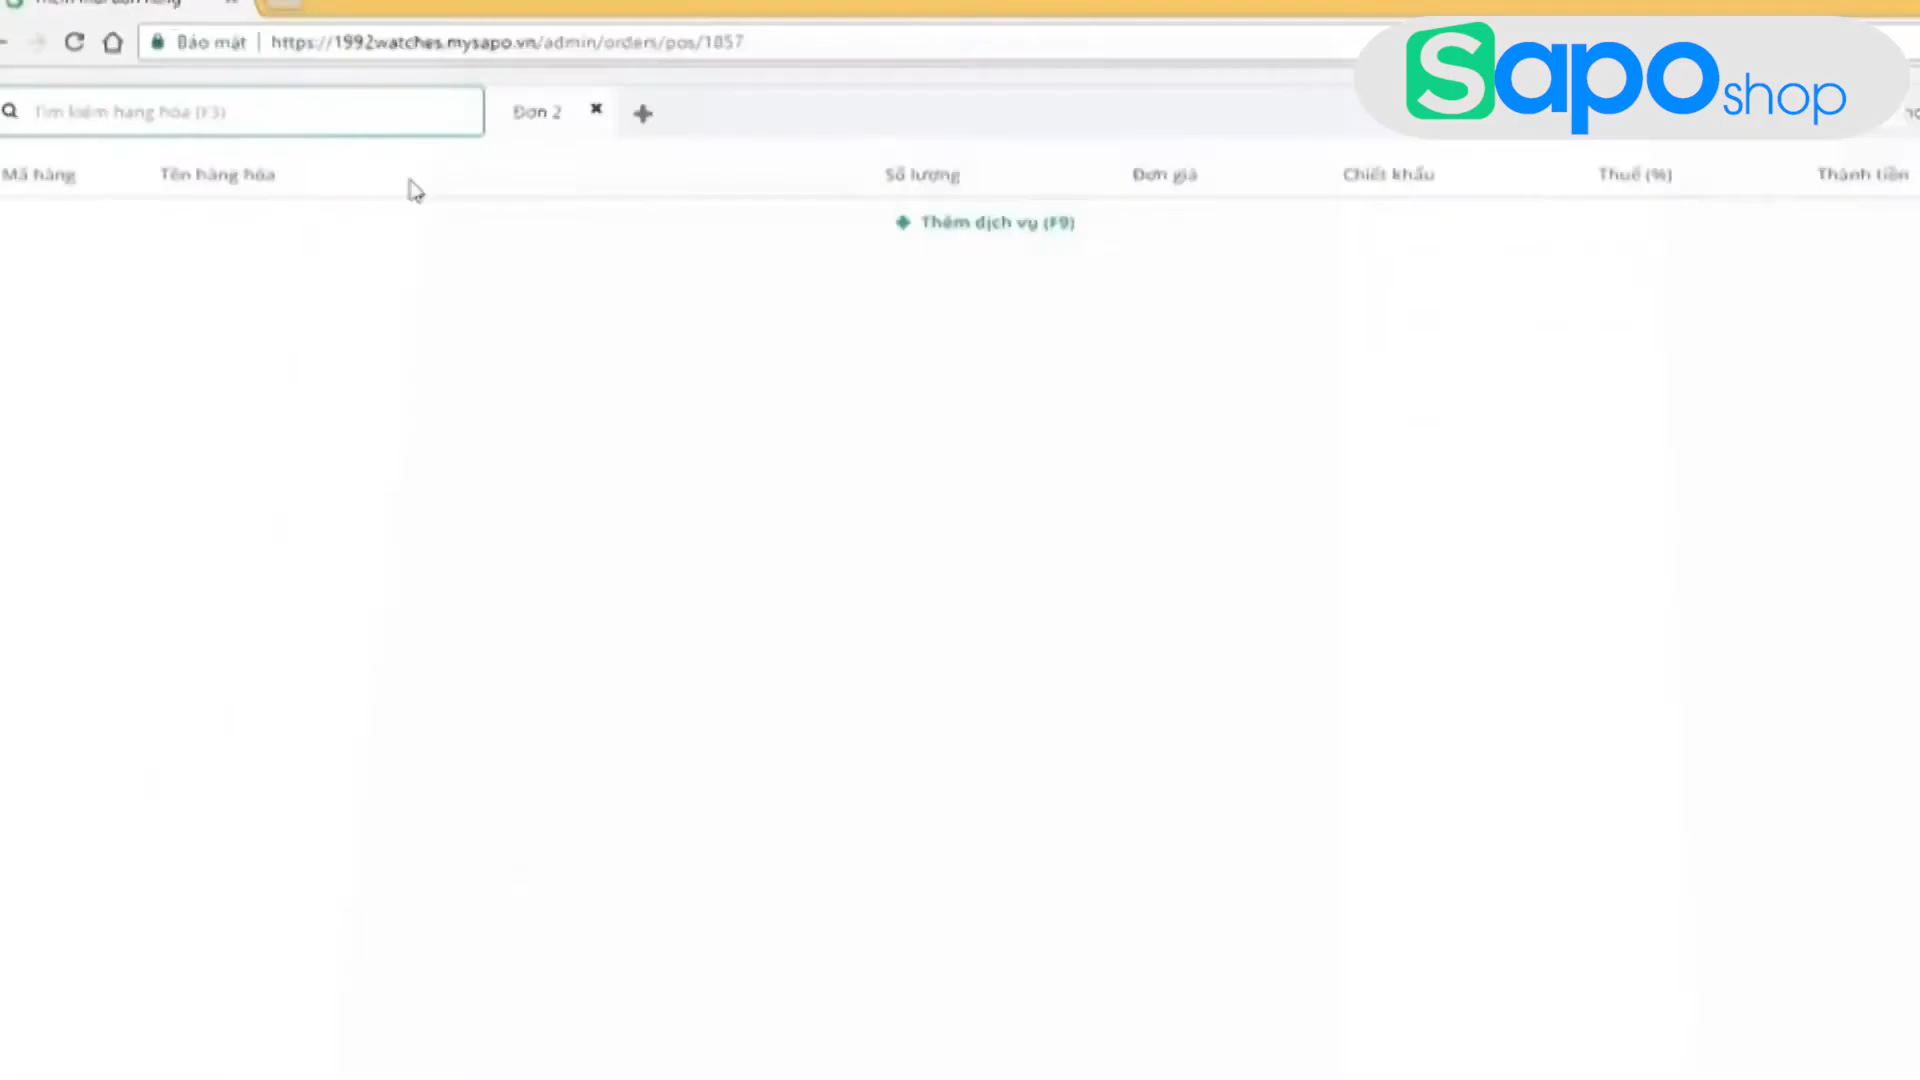 Bảo mật | https://1992watches.mysapo.vn/admin/orders/pos/1857
Sapo shop
Tìm kiếm hàng hóa (F3)
Đơn 2
Mã hàng Tên hàng hóa Số lượng Đơn giá Chiết khấu Thuế (%) Thành tiền
Thêm dịch vụ (F9)